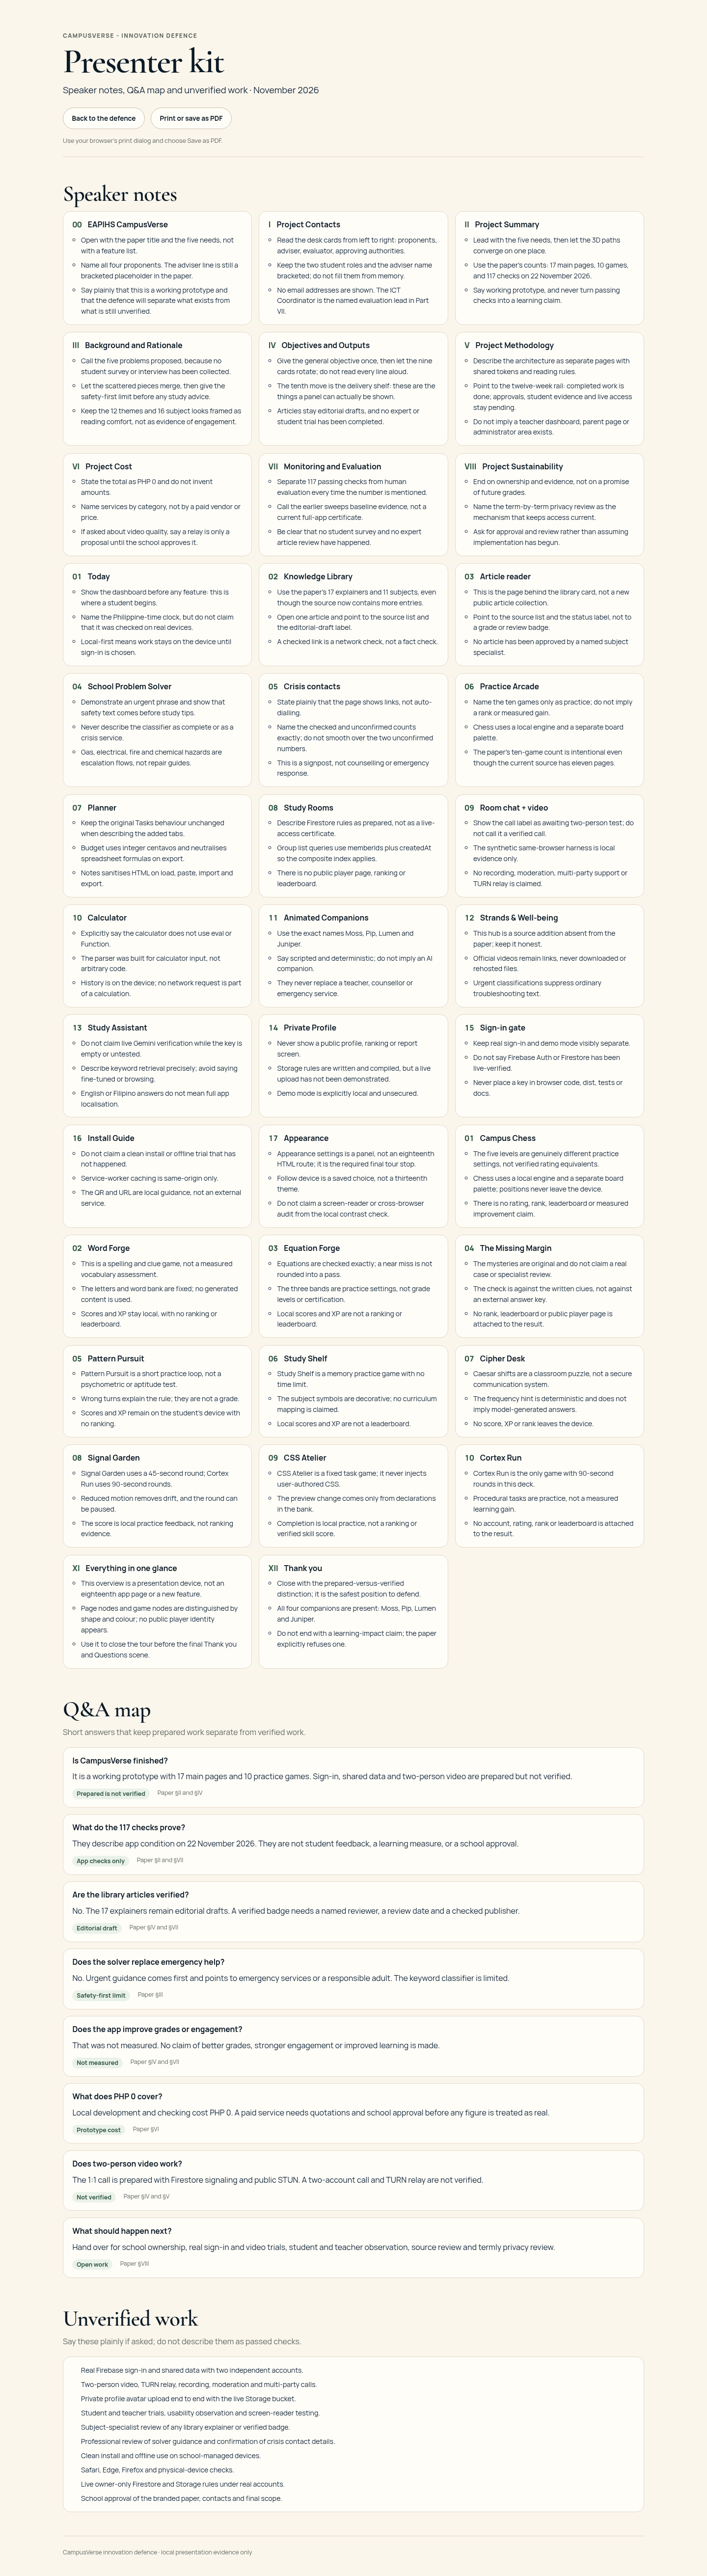 CAMPUSVERSE · INNOVATION DEFENCE
Presenter kit
Speaker notes, Q&A map and unverified work · November 2026
Back to the defence
Print or save as PDF
Use your browser's print dialog and choose Save as PDF.
Speaker notes
00 EAPIHS CampusVerse
Open with the paper title and the five needs, not
with a feature list.
Name all four proponents. The adviser line is still a
bracketed placeholder in the paper.
Say plainly that this is a working prototype and
that the defence will separate what exists from
what is still unverified.
I Project Contacts
Read the desk cards from left to right: proponents,
adviser, evaluator, approving authorities.
Keep the two student roles and the adviser name
bracketed; do not fill them from memory.
No email addresses are shown. The ICT
Coordinator is the named evaluation lead in Part
VII.
II Project Summary
Lead with the five needs, then let the 3D paths
converge on one place.
Use the paper's counts: 17 main pages, 10 games,
and 117 checks on 22 November 2026.
Say working prototype, and never turn passing
checks into a learning claim.
III Background and Rationale
Call the five problems proposed, because no
student survey or interview has been collected.
Let the scattered pieces merge, then give the
safety-first limit before any study advice.
Keep the 12 themes and 16 subject looks framed as
reading comfort, not as evidence of engagement.
IV Objectives and Outputs
Give the general objective once, then let the nine
cards rotate; do not read every line aloud.
The tenth move is the delivery shelf: these are the
things a panel can actually be shown.
Articles stay editorial drafts, and no expert or
student trial has been completed.
V Project Methodology
Describe the architecture as separate pages with
shared tokens and reading rules.
Point to the twelve-week rail: completed work is
done; approvals, student evidence and live access
stay pending.
Do not imply a teacher dashboard, parent page or
administrator area exists.
VI Project Cost
State the total as PHP 0 and do not invent
amounts.
Name services by category, not by a paid vendor or
price.
If asked about video quality, say a relay is only a
proposal until the school approves it.
VII Monitoring and Evaluation
Separate 117 passing checks from human
evaluation every time the number is mentioned.
Call the earlier sweeps baseline evidence, not a
current full-app certificate.
Be clear that no student survey and no expert
article review have happened.
VIII Project Sustainability
End on ownership and evidence, not on a promise
of future grades.
Name the term-by-term privacy review as the
mechanism that keeps access current.
Ask for approval and review rather than assuming
implementation has begun.
01 Today
Show the dashboard before any feature: this is
where a student begins.
Name the Philippine-time clock, but do not claim
that it was checked on real devices.
Local-first means work stays on the device until
sign-in is chosen.
02 Knowledge Library
Use the paper's 17 explainers and 11 subjects, even
though the source now contains more entries.
Open one article and point to the source list and
the editorial-draft label.
A checked link is a network check, not a fact check.
03 Article reader
This is the page behind the library card, not a new
public article collection.
Point to the source list and the status label, not to
a grade or review badge.
No article has been approved by a named subject
specialist.
04 School Problem Solver
Demonstrate an urgent phrase and show that
safety text comes before study tips.
Never describe the classifier as complete or as a
crisis service.
Gas, electrical, fire and chemical hazards are
escalation flows, not repair guides.
05 Crisis contacts
State plainly that the page shows links, not auto-
dialling.
Name the checked and unconfirmed counts
exactly; do not smooth over the two unconfirmed
numbers.
This is a signpost, not counselling or emergency
response.
06 Practice Arcade
Name the ten games only as practice; do not imply
a rank or measured gain.
Chess uses a local engine and a separate board
palette.
The paper's ten-game count is intentional even
though the current source has eleven pages.
07 Planner
Keep the original Tasks behaviour unchanged
when describing the added tabs.
Budget uses integer centavos and neutralises
spreadsheet formulas on export.
Notes sanitises HTML on load, paste, import and
export.
08 Study Rooms
Describe Firestore rules as prepared, not as a live-
access certificate.
Group list queries use memberIds plus createdAt
so the composite index applies.
There is no public player page, ranking or
leaderboard.
09 Room chat + video
Show the call label as awaiting two-person test; do
not call it a verified call.
The synthetic same-browser harness is local
evidence only.
No recording, moderation, multi-party support or
TURN relay is claimed.
10 Calculator
Explicitly say the calculator does not use eval or
Function.
The parser was built for calculator input, not
arbitrary code.
History is on the device; no network request is part
of a calculation.
11 Animated Companions
Use the exact names Moss, Pip, Lumen and
Juniper.
Say scripted and deterministic; do not imply an AI
companion.
They never replace a teacher, counsellor or
emergency service.
12 Strands & Well-being
This hub is a source addition absent from the
paper; keep it honest.
Official videos remain links, never downloaded or
rehosted files.
Urgent classifications suppress ordinary
troubleshooting text.
13 Study Assistant
Do not claim live Gemini verification while the key is
empty or untested.
Describe keyword retrieval precisely; avoid saying
fine-tuned or browsing.
English or Filipino answers do not mean full app
localisation.
14 Private Profile
Never show a public profile, ranking or report
screen.
Storage rules are written and compiled, but a live
upload has not been demonstrated.
Demo mode is explicitly local and unsecured.
15 Sign-in gate
Keep real sign-in and demo mode visibly separate.
Do not say Firebase Auth or Firestore has been
live-verified.
Never place a key in browser code, dist, tests or
docs.
16 Install Guide
Do not claim a clean install or offline trial that has
not happened.
Service-worker caching is same-origin only.
The QR and URL are local guidance, not an external
service.
17 Appearance
Appearance settings is a panel, not an eighteenth
HTML route; it is the required final tour stop.
Follow device is a saved choice, not a thirteenth
theme.
Do not claim a screen-reader or cross-browser
audit from the local contrast check.
01 Campus Chess
The five levels are genuinely different practice
settings, not verified rating equivalents.
Chess uses a local engine and a separate board
palette; positions never leave the device.
There is no rating, rank, leaderboard or measured
improvement claim.
02 Word Forge
This is a spelling and clue game, not a measured
vocabulary assessment.
The letters and word bank are fixed; no generated
content is used.
Scores and XP stay local, with no ranking or
leaderboard.
03 Equation Forge
Equations are checked exactly; a near miss is not
rounded into a pass.
The three bands are practice settings, not grade
levels or certification.
Local scores and XP are not a ranking or
leaderboard.
04 The Missing Margin
The mysteries are original and do not claim a real
case or specialist review.
The check is against the written clues, not against
an external answer key.
No rank, leaderboard or public player page is
attached to the result.
05 Pattern Pursuit
Pattern Pursuit is a short practice loop, not a
psychometric or aptitude test.
Wrong turns explain the rule; they are not a grade.
Scores and XP remain on the student's device with
no ranking.
06 Study Shelf
Study Shelf is a memory practice game with no
time limit.
The subject symbols are decorative; no curriculum
mapping is claimed.
Local scores and XP are not a leaderboard.
07 Cipher Desk
Caesar shifts are a classroom puzzle, not a secure
communication system.
The frequency hint is deterministic and does not
imply model-generated answers.
No score, XP or rank leaves the device.
08 Signal Garden
Signal Garden uses a 45-second round; Cortex
Run uses 90-second rounds.
Reduced motion removes drift, and the round can
be paused.
The score is local practice feedback, not ranking
evidence.
09 CSS Atelier
CSS Atelier is a fixed task game; it never injects
user-authored CSS.
The preview change comes only from declarations
in the bank.
Completion is local practice, not a ranking or
verified skill score.
10 Cortex Run
Cortex Run is the only game with 90-second
rounds in this deck.
Procedural tasks are practice, not a measured
learning gain.
No account, rating, rank or leaderboard is attached
to the result.
XI Everything in one glance
This overview is a presentation device, not an
eighteenth app page or a new feature.
Page nodes and game nodes are distinguished by
shape and colour; no public player identity
appears.
Use it to close the tour before the final Thank you
and Questions scene.
XII Thank you
Close with the prepared-versus-verified
distinction; it is the safest position to defend.
All four companions are present: Moss, Pip, Lumen
and Juniper.
Do not end with a learning-impact claim; the paper
explicitly refuses one.
Q&A map
Short answers that keep prepared work separate from verified work.
Is CampusVerse finished?
It is a working prototype with 17 main pages and 10 practice games. Sign-in, shared data and two-person video are prepared but not verified.
Prepared is not verified Paper §II and §IV
What do the 117 checks prove?
They describe app condition on 22 November 2026. They are not student feedback, a learning measure, or a school approval.
App checks only Paper §II and §VII
Are the library articles verified?
No. The 17 explainers remain editorial drafts. A verified badge needs a named reviewer, a review date and a checked publisher.
Editorial draft Paper §IV and §VII
Does the solver replace emergency help?
No. Urgent guidance comes first and points to emergency services or a responsible adult. The keyword classifier is limited.
Safety-first limit Paper §III
Does the app improve grades or engagement?
That was not measured. No claim of better grades, stronger engagement or improved learning is made.
Not measured Paper §IV and §VII
What does PHP 0 cover?
Local development and checking cost PHP 0. A paid service needs quotations and school approval before any figure is treated as real.
Prototype cost Paper §VI
Does two-person video work?
The 1:1 call is prepared with Firestore signaling and public STUN. A two-account call and TURN relay are not verified.
Not verified Paper §IV and §V
What should happen next?
Hand over for school ownership, real sign-in and video trials, student and teacher observation, source review and termly privacy review.
Open work Paper §VIII
Unverified work
Say these plainly if asked; do not describe them as passed checks.
Real Firebase sign-in and shared data with two independent accounts.
Two-person video, TURN relay, recording, moderation and multi-party calls.
Private profile avatar upload end to end with the live Storage bucket.
Student and teacher trials, usability observation and screen-reader testing.
Subject-specialist review of any library explainer or verified badge.
Professional review of solver guidance and confirmation of crisis contact details.
Clean install and offline use on school-managed devices.
Safari, Edge, Firefox and physical-device checks.
Live owner-only Firestore and Storage rules under real accounts.
School approval of the branded paper, contacts and final scope.
CampusVerse innovation defence · local presentation evidence only